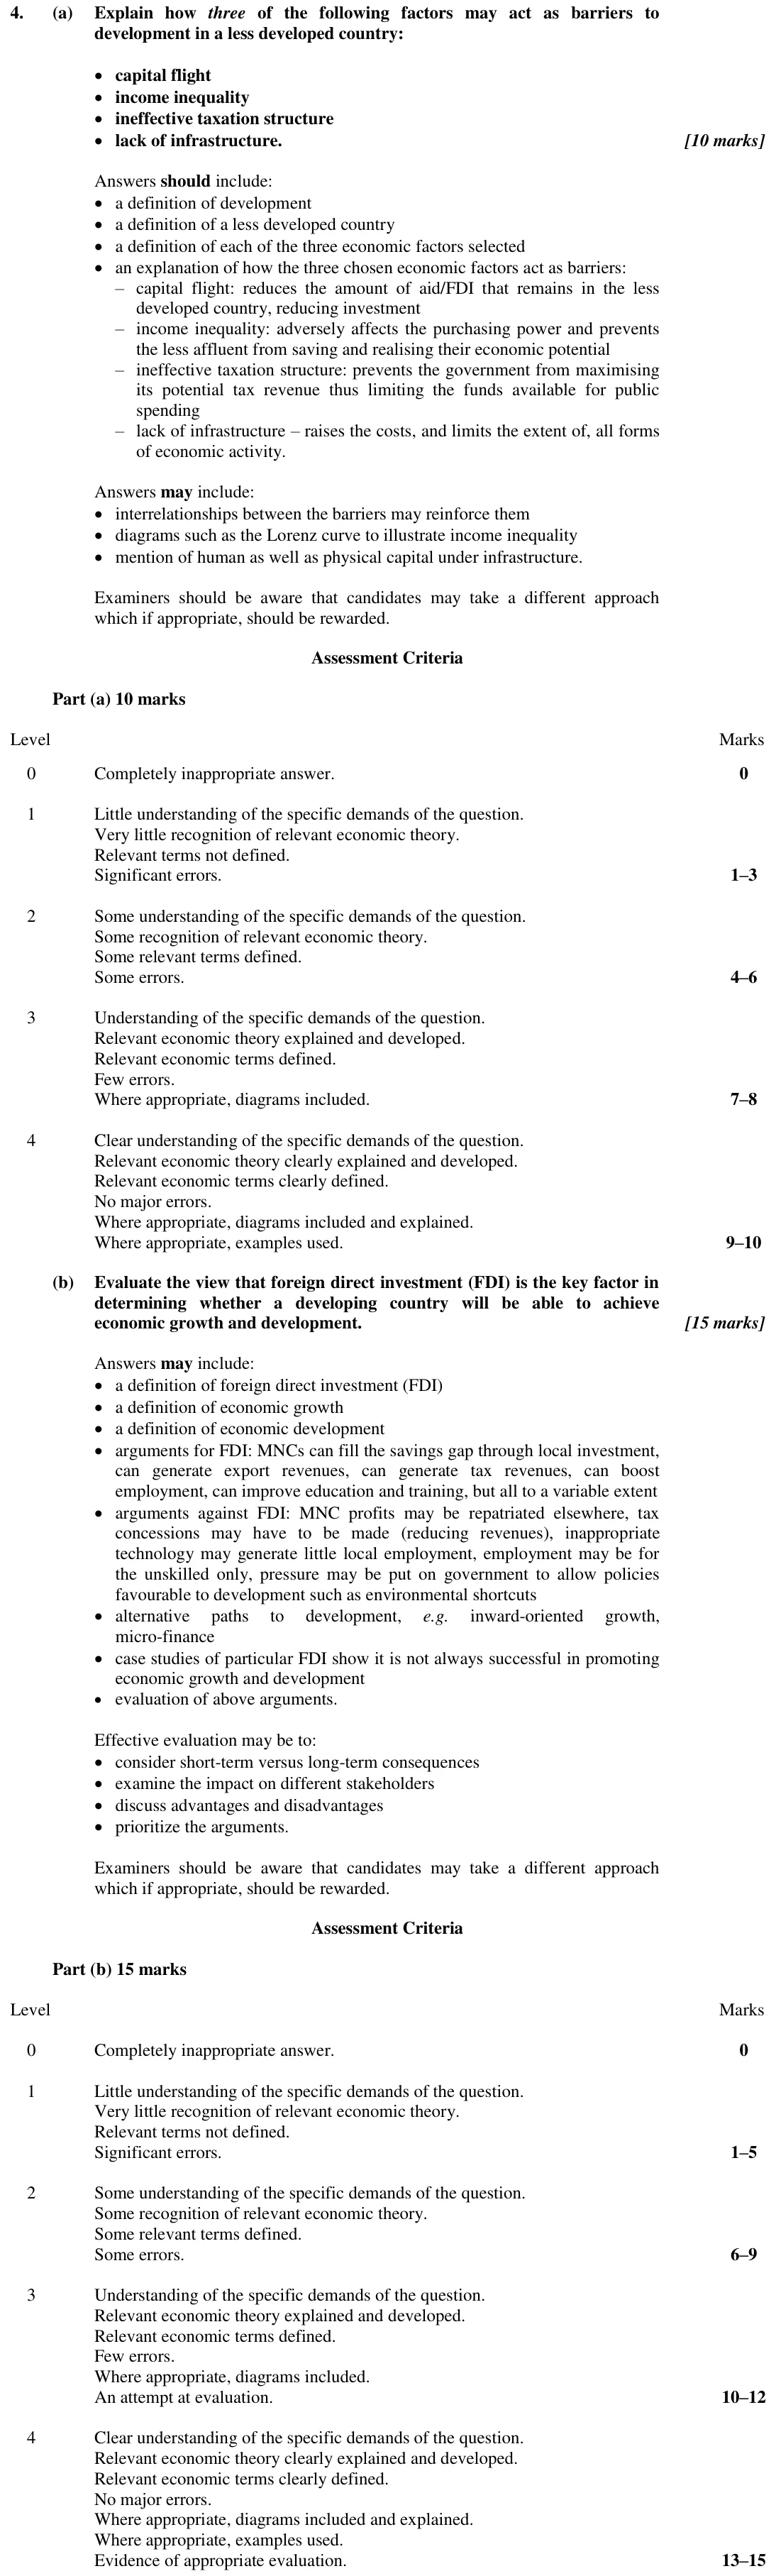 4. (a) Explain how three of the following factors may act as barriers to
development in a less developed country:
• capital flight
• income inequality
• ineffective taxation structure
• lack of infrastructure. [10 marks]
Answers should include:
• a definition of development
• a definition of a less developed country
• a definition of each of the three economic factors selected
• an explanation of how the three chosen economic factors act as barriers:
– capital flight: reduces the amount of aid/FDI that remains in the less
developed country, reducing investment
– income inequality: adversely affects the purchasing power and prevents
the less affluent from saving and realising their economic potential
– ineffective taxation structure: prevents the government from maximising
its potential tax revenue thus limiting the funds available for public
spending
– lack of infrastructure – raises the costs, and limits the extent of, all forms
of economic activity.
Answers may include:
• interrelationships between the barriers may reinforce them
• diagrams such as the Lorenz curve to illustrate income inequality
• mention of human as well as physical capital under infrastructure.
Examiners should be aware that candidates may take a different approach
which if appropriate, should be rewarded.
Assessment Criteria
Part (a) 10 marks
Level Marks
0 Completely inappropriate answer. 0
1 Little understanding of the specific demands of the question.
Very little recognition of relevant economic theory.
Relevant terms not defined.
Significant errors. 1–3
2 Some understanding of the specific demands of the question.
Some recognition of relevant economic theory.
Some relevant terms defined.
Some errors. 4–6
3 Understanding of the specific demands of the question.
Relevant economic theory explained and developed.
Relevant economic terms defined.
Few errors.
Where appropriate, diagrams included. 7–8
4 Clear understanding of the specific demands of the question.
Relevant economic theory clearly explained and developed.
Relevant economic terms clearly defined.
No major errors.
Where appropriate, diagrams included and explained.
Where appropriate, examples used. 9–10
(b) Evaluate the view that foreign direct investment (FDI) is the key factor in
determining whether a developing country will be able to achieve
economic growth and development. [15 marks]
Answers may include:
• a definition of foreign direct investment (FDI)
• a definition of economic growth
• a definition of economic development
• arguments for FDI: MNCs can fill the savings gap through local investment,
can generate export revenues, can generate tax revenues, can boost
employment, can improve education and training, but all to a variable extent
• arguments against FDI: MNC profits may be repatriated elsewhere, tax
concessions may have to be made (reducing revenues), inappropriate
technology may generate little local employment, employment may be for
the unskilled only, pressure may be put on government to allow policies
favourable to development such as environmental shortcuts
• alternative paths to development, e.g. inward-oriented growth,
micro-finance
• case studies of particular FDI show it is not always successful in promoting
economic growth and development
• evaluation of above arguments.
Effective evaluation may be to:
• consider short-term versus long-term consequences
• examine the impact on different stakeholders
• discuss advantages and disadvantages
• prioritize the arguments.
Examiners should be aware that candidates may take a different approach
which if appropriate, should be rewarded.
Assessment Criteria
Part (b) 15 marks
Level Marks
0 Completely inappropriate answer. 0
1 Little understanding of the specific demands of the question.
Very little recognition of relevant economic theory.
Relevant terms not defined.
Significant errors. 1–5
2 Some understanding of the specific demands of the question.
Some recognition of relevant economic theory.
Some relevant terms defined.
Some errors. 6–9
3 Understanding of the specific demands of the question.
Relevant economic theory explained and developed.
Relevant economic terms defined.
Few errors.
Where appropriate, diagrams included.
An attempt at evaluation. 10–12
4 Clear understanding of the specific demands of the question.
Relevant economic theory clearly explained and developed.
Relevant economic terms clearly defined.
No major errors.
Where appropriate, diagrams included and explained.
Where appropriate, examples used.
Evidence of appropriate evaluation. 13–15